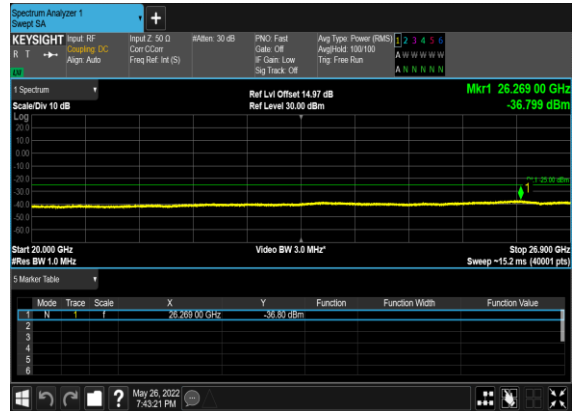 Spectrum Analyzer 1
Swept SA
+
KEYSIGHT Input: RF Input Z: 50 Ω #Atten: 30 dB PNO: Fast Avg Type: Power (RMS) 1 2 3 4 5 6
R T Coupling: DC Corr CCorr Gate: Off Avg|Hold: 100/100 A W W W W W
Align: Auto Freq Ref: Int (S) IF Gain: Low Trig: Free Run
Sig Track: Off A N N N N N
1 Spectrum Ref Lvl Offset 14.97 dB Mkr1 26.269 00 GHz
Scale/Div 10 dB Ref Level 30.00 dBm -36.799 dBm
Log
20.0
10.0
0.00
-10.0
-20.0
-25.00 dBm
1
-30.0
-40.0
-50.0
-60.0
Start 20.000 GHz Video BW 3.0 MHz* Stop 26.900 GHz
#Res BW 1.0 MHz Sweep ~15.2 ms (40001 pts)
5 Marker Table
Mode Trace Scale X Y Function Function Width Function Value
1 N 1 f 26.269 00 GHz -36.80 dBm
2
3
4
5
6
? May 26, 2022
7:43:21 PM